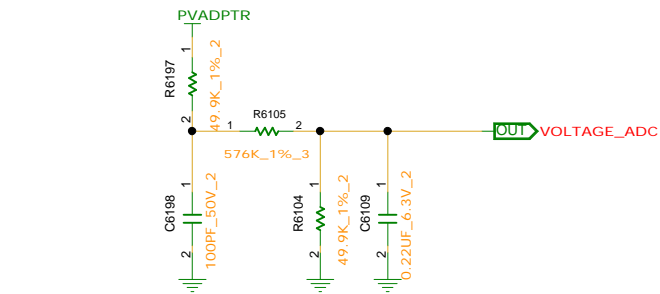 PVADPTR
1
R6197
49.9K_1%_2
2
1
R6105
2
576K_1%_3
OUT
VOLTAGE_ADC
1
C6198
100PF_50V_2
2
1
R6104
49.9K_1%_2
2
1
C6109
0.22UF_6.3V_2
2